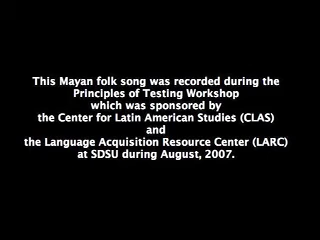 This Mayan folk song was recorded during the
Principles of Testing Workshop
which was sponsored by
the Center for Latin American Studies (CLAS)
and
the Language Acquisition Resource Center (LARC)
at SDSU during August, 2007.